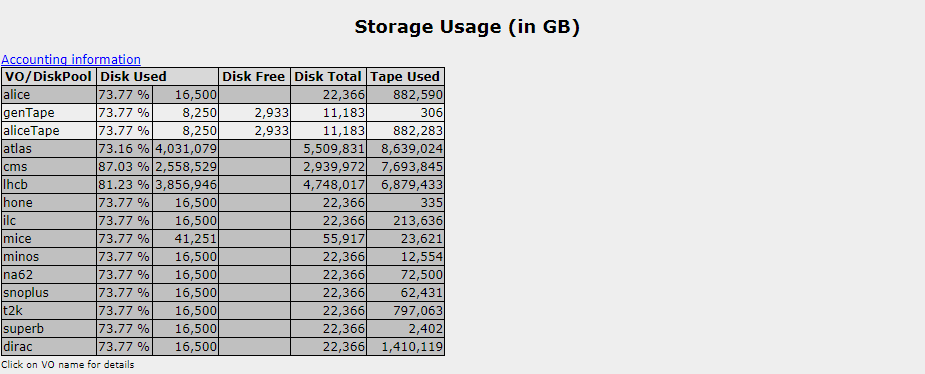 Storage Usage (in GB)
Accounting information
VO/DiskPool Disk Used Disk Free Disk Total Tape Used
alice 73.77 % 16,500 22,366 882,590
genTape 73.77 % 8,250 2,933 11,183 306
aliceTape 73.77 % 8,250 2,933 11,183 882,283
atlas 73.16 % 4,031,079 5,509,831 8,639,024
cms 87.03 % 2,558,529 2,939,972 7,693,845
lhcb 81.23 % 3,856,946 4,748,017 6,879,433
hone 73.77 % 16,500 22,366 335
ilc 73.77 % 16,500 22,366 213,636
mice 73.77 % 41,251 55,917 23,621
minos 73.77 % 16,500 22,366 12,554
na62 73.77 % 16,500 22,366 72,500
snoplus 73.77 % 16,500 22,366 62,431
t2k 73.77 % 16,500 22,366 797,063
superb 73.77 % 16,500 22,366 2,402
dirac 73.77 % 16,500 22,366 1,410,119
Click on VO name for details